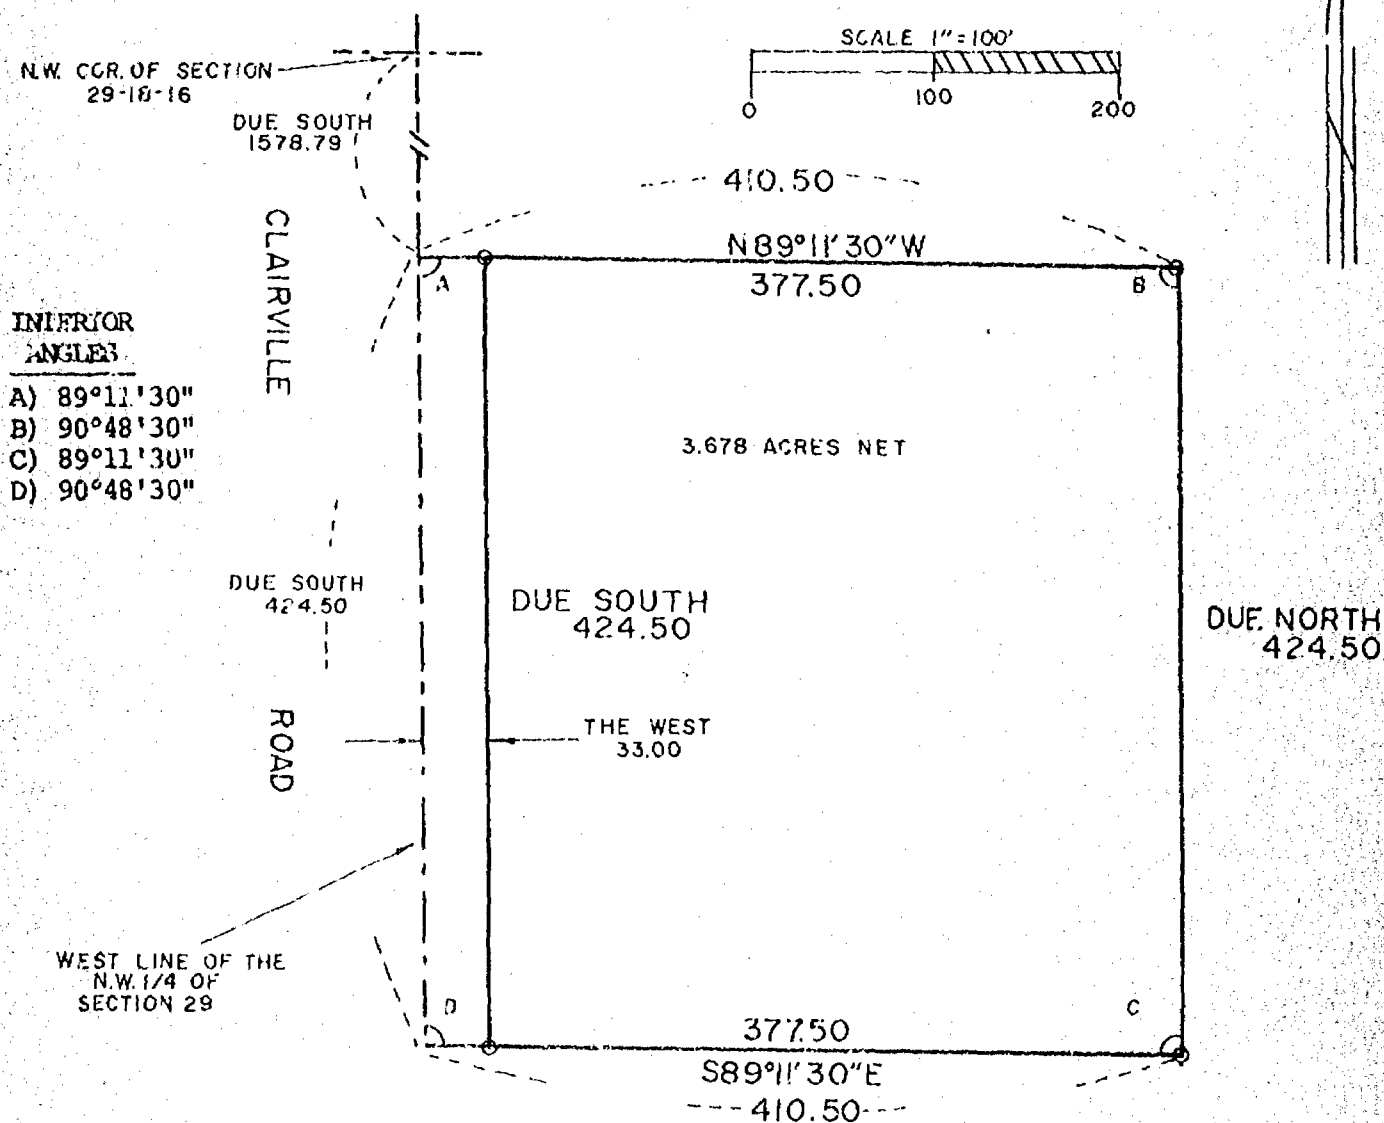 SCALE 1"=100'
0 100 200
N.W. COR. OF SECTION
29-18-16
DUE SOUTH
1578.79
410.50
N89°11'30"W
377.50
A
B
CLAIRVILLE
INTERIOR
ANGLES
A) 89°11'30"
B) 90°48'30"
C) 89°11'30"
D) 90°48'30"
3.678 ACRES NET
DUE SOUTH
424.50
DUE SOUTH
424.50
DUE NORTH
424.50
ROAD
THE WEST
33.00
WEST LINE OF THE
N.W. 1/4 OF
SECTION 29
D
C
377.50
S89°11'30"E
410.50